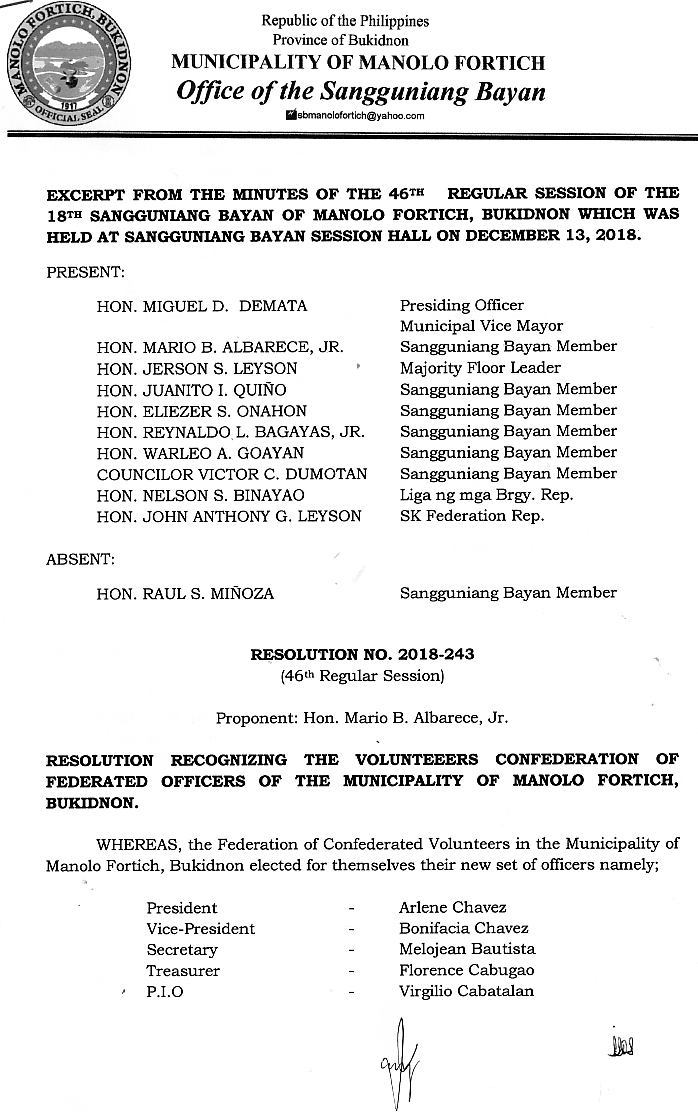 MANOLO FORTICH, BUKIDNON
1917
OFFICIAL SEAL
Republic of the Philippines
Province of Bukidnon
MUNICIPALITY OF MANOLO FORTICH
Office of the Sangguniang Bayan
sbmanolofortich@yahoo.com
EXCERPT FROM THE MINUTES OF THE 46TH REGULAR SESSION OF THE
18TH SANGGUNIANG BAYAN OF MANOLO FORTICH, BUKIDNON WHICH WAS
HELD AT SANGGUNIANG BAYAN SESSION HALL ON DECEMBER 13, 2018.
PRESENT:
HON. MIGUEL D. DEMATA Presiding Officer
Municipal Vice Mayor
HON. MARIO B. ALBARECE, JR. Sangguniang Bayan Member
HON. JERSON S. LEYSON Majority Floor Leader
HON. JUANITO I. QUIÑO Sangguniang Bayan Member
HON. ELIEZER S. ONAHON Sangguniang Bayan Member
HON. REYNALDO L. BAGAYAS, JR. Sangguniang Bayan Member
HON. WARLEO A. GOAYAN Sangguniang Bayan Member
COUNCILOR VICTOR C. DUMOTAN Sangguniang Bayan Member
HON. NELSON S. BINAYAO Liga ng mga Brgy. Rep.
HON. JOHN ANTHONY G. LEYSON SK Federation Rep.
ABSENT:
HON. RAUL S. MIÑOZA Sangguniang Bayan Member
RESOLUTION NO. 2018-243
(46th Regular Session)
Proponent: Hon. Mario B. Albarece, Jr.
RESOLUTION RECOGNIZING THE VOLUNTEEERS CONFEDERATION OF
FEDERATED OFFICERS OF THE MUNICIPALITY OF MANOLO FORTICH,
BUKIDNON.
WHEREAS, the Federation of Confederated Volunteers in the Municipality of
Manolo Fortich, Bukidnon elected for themselves their new set of officers namely;
President - Arlene Chavez
Vice-President - Bonifacia Chavez
Secretary - Melojean Bautista
Treasurer - Florence Cabugao
P.I.O - Virgilio Cabatalan